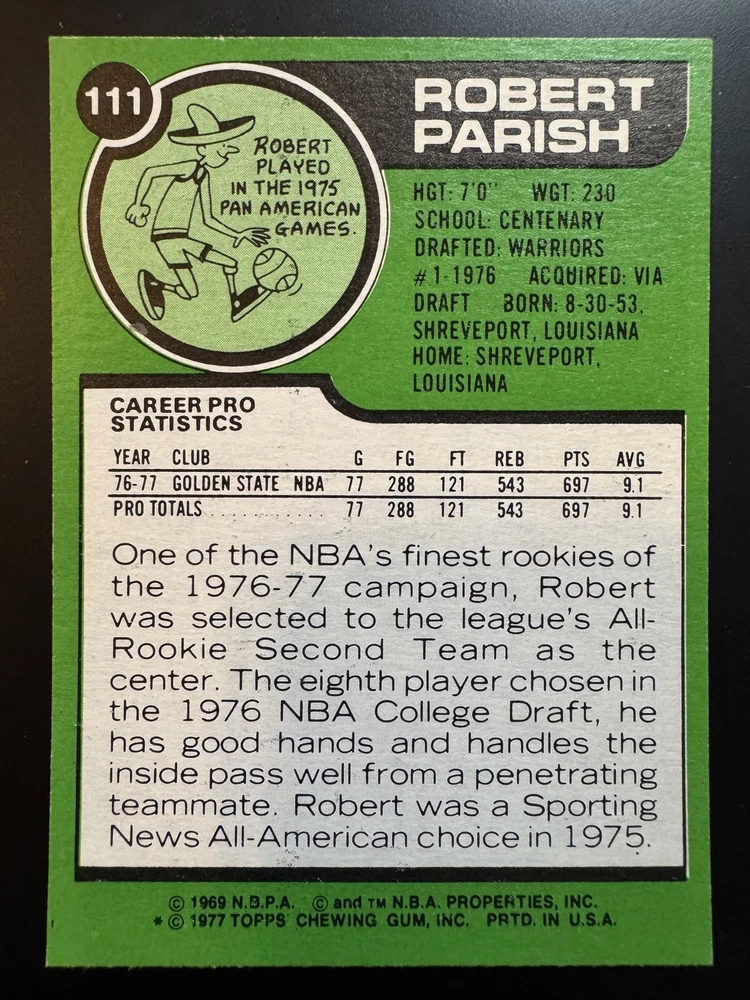 111
ROBERT
PARISH
ROBERT
PLAYED
IN THE 1975
PAN AMERICAN
GAMES.
HGT: 7'0" WGT: 230
SCHOOL: CENTENARY
DRAFTED: WARRIORS
#1-1976 ACQUIRED: VIA
DRAFT BORN: 8-30-53,
SHREVEPORT, LOUISIANA
HOME: SHREVEPORT,
LOUISIANA
CAREER PRO
STATISTICS
YEAR CLUB G FG FT REB PTS AVG
76-77 GOLDEN STATE NBA 77 288 121 543 697 9.1
PRO TOTALS............ 77 288 121 543 697 9.1
One of the NBA's finest rookies of
the 1976-77 campaign, Robert
was selected to the league's All-
Rookie Second Team as the
center. The eighth player chosen in
the 1976 NBA College Draft, he
has good hands and handles the
inside pass well from a penetrating
teammate. Robert was a Sporting
News All-American choice in 1975.
© 1969 N.B.P.A. © and TM N.B.A. PROPERTIES, INC.
* © 1977 TOPPS CHEWING GUM, INC. PRTD. IN U.S.A.